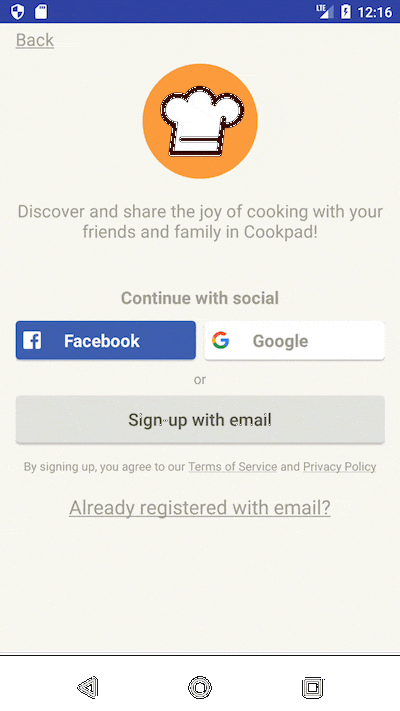 LTE 12:16
Back
Discover and share the joy of cooking with your
friends and family in Cookpad!
Continue with social
Facebook Google
or
Sign up with email
By signing up, you agree to our Terms of Service and Privacy Policy
Already registered with email?